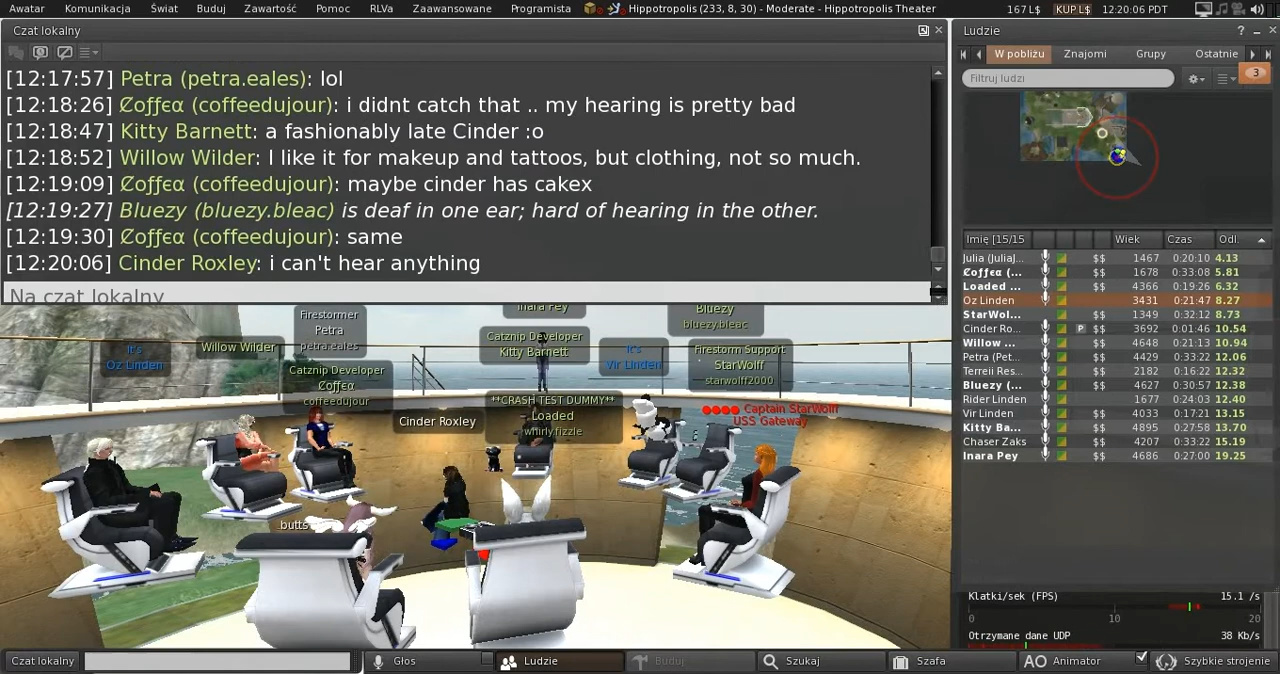 Awatar Komunikacja Świat Buduj Zawartość Pomoc RLVa Zaawansowane Programista Hippotropolis (233, 8, 30) - Moderate - Hippotropolis Theater 167 L$ KUP L$ 12:20:06 PDT
Czat lokalny
[12:17:57] Petra (petra.eales): lol
[12:18:26] Ȼσƒƒєα (coffeedujour): i didnt catch that .. my hearing is pretty bad
[12:18:47] Kitty Barnett: a fashionably late Cinder :o
[12:18:52] Willow Wilder: I like it for makeup and tattoos, but clothing, not so much.
[12:19:09] Ȼσƒƒєα (coffeedujour): maybe cinder has cakex
[12:19:27] Bluezy (bluezy.bleac) is deaf in one ear; hard of hearing in the other.
[12:19:30] Ȼσƒƒєα (coffeedujour): same
[12:20:06] Cinder Roxley: i can't hear anything
Na czat lokalny
Inara Pey
Bluezy
bluezy.bleac
Firestormer
Petra
petra.eales
It's
Oz Linden
Willow Wilder
Catznip Developer
Kitty Barnett
It's
Vir Linden
Firestorm Support
StarWolff
starwolff2000
Catznip Developer
Ȼσƒƒєα
coffeedujour
Cinder Roxley
**CRASH TEST DUMMY**
Loaded
whirly.fizzle
Captain StarWolff
USS Gateway
butts
Ludzie
? _ ×
W pobliżu Znajomi Grupy Ostatnie
Filtruj ludzi
3
Imię [15/15 Wiek Czas Odl.
Julia (JuliaJ... $$ 1467 0:20:10 4.13
Ȼσƒƒєα (... $$ 1678 0:33:08 5.81
Loaded ... $$ 4366 0:19:26 6.32
Oz Linden 3431 0:21:47 8.27
StarWol... $$ 1349 0:32:12 8.73
Cinder Ro... P $$ 3692 0:01:46 10.54
Willow ... $$ 4648 0:21:13 10.94
Petra (Pet... $$ 4429 0:33:22 12.06
Terreii Res... $$ 2182 0:16:22 12.32
Bluezy (... $$ 4627 0:30:57 12.38
Rider Linden $$ 1677 0:24:03 12.40
Vir Linden $$ 4033 0:17:21 13.15
Kitty Ba... $$ 4895 0:27:58 13.70
Chaser Zaks $$ 4207 0:33:22 15.19
Inara Pey $$ 4686 0:27:00 19.25
Klatki/sek (FPS) 15.1 /s
0 10 20
Otrzymane dane UDP 38 Kb/s
Czat lokalny Głos Ludzie Buduj Szukaj Szafa AO Animator Szybkie strojenie